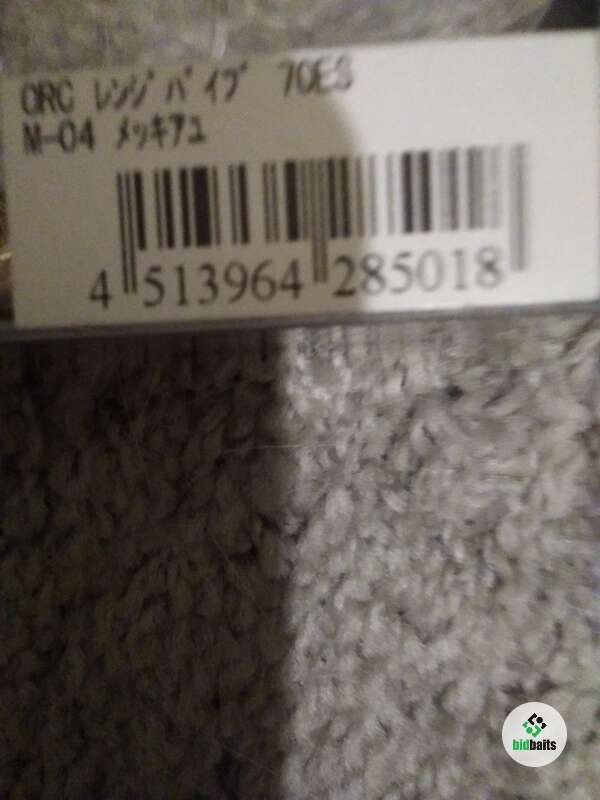 ORC ﾚﾝｼﾞﾊﾞｲﾌﾞ 70ES
M-04 ﾒｯｷｱﾕ
4 513964 285018
bidbaits